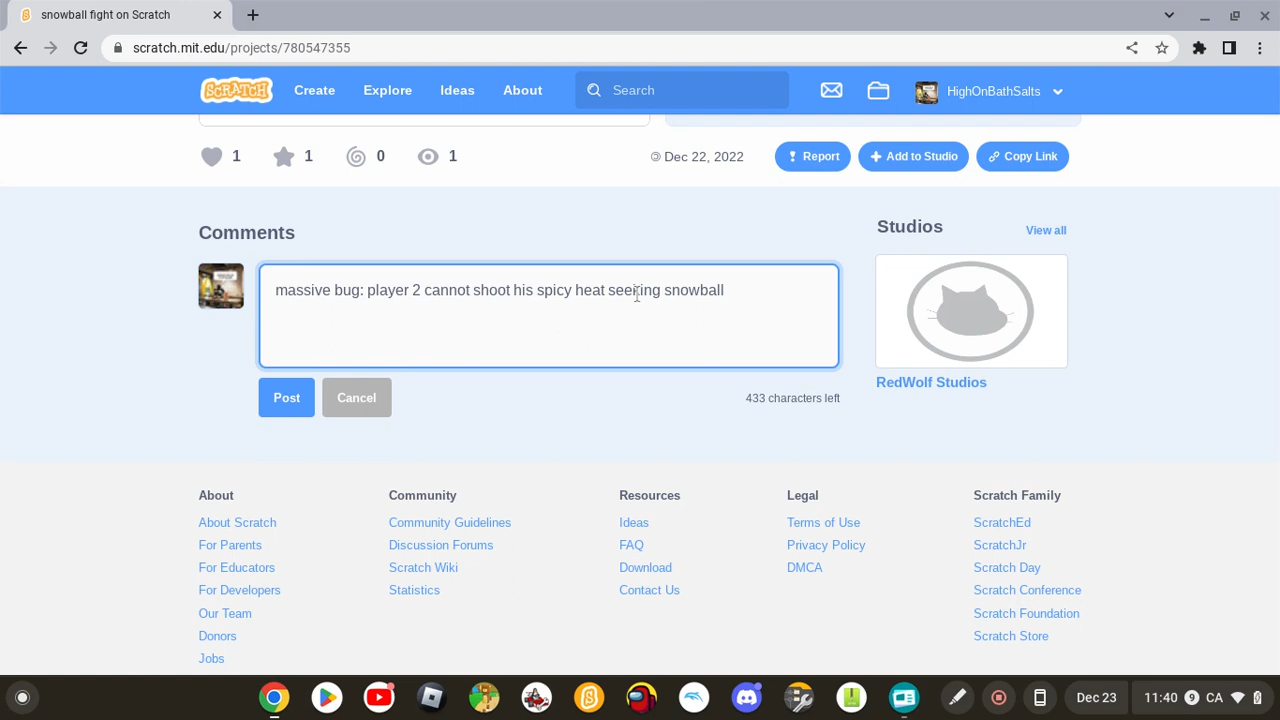 snowball fight on Scratch
scratch.mit.edu/projects/780547355
SCRATCH Create Explore Ideas About Search HighOnBathSalts
1 1 0 1 Dec 22, 2022 Report Add to Studio Copy Link
Comments
Studios View all
massive bug: player 2 cannot shoot his spicy heat seeking snowball
RedWolf Studios
Post Cancel 433 characters left
About Community Resources Legal Scratch Family
About Scratch Community Guidelines Ideas Terms of Use ScratchEd
For Parents Discussion Forums FAQ Privacy Policy ScratchJr
For Educators Scratch Wiki Download DMCA Scratch Day
For Developers Statistics Contact Us Scratch Conference
Our Team Scratch Foundation
Donors Scratch Store
Jobs
Dec 23 11:40 9 CA